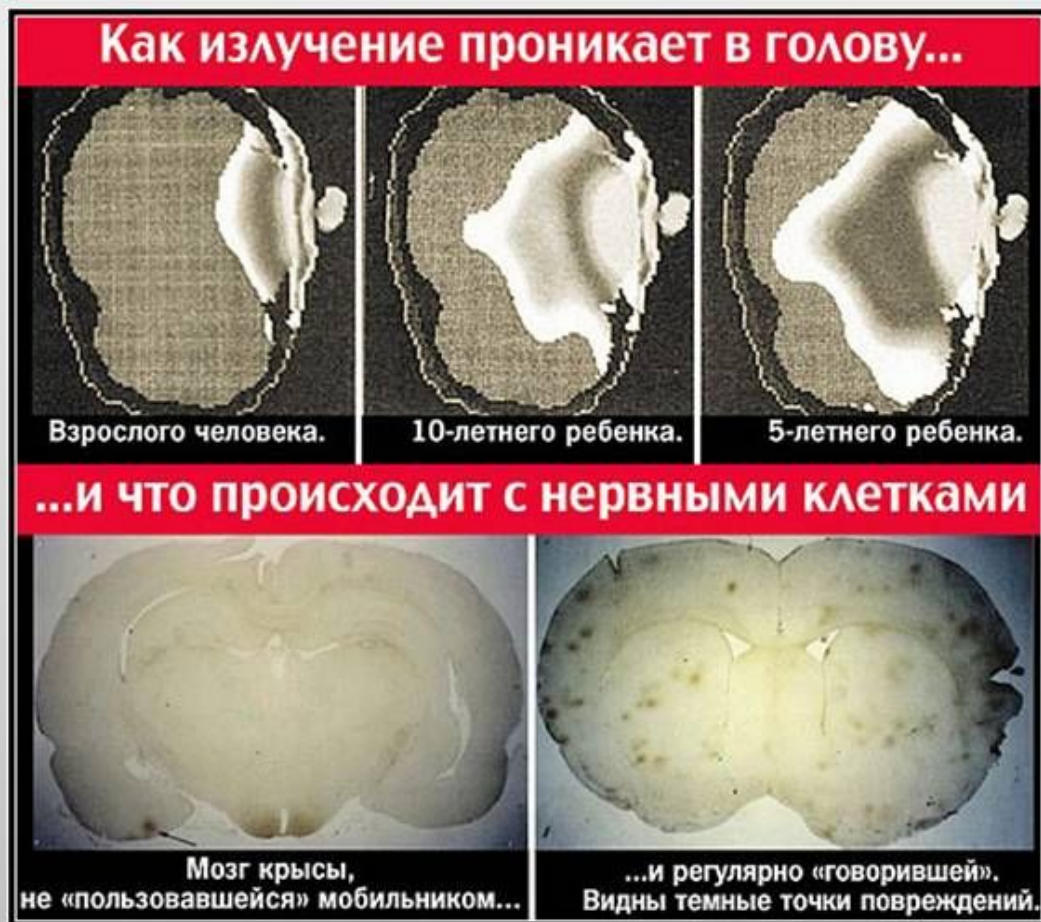 Как излучение проникает в голову...
Взрослого человека.
10-летнего ребенка.
5-летнего ребенка.
...и что происходит с нервными клетками
Мозг крысы,
не «пользовавшейся» мобильником...
...и регулярно «говорившей».
Видны темные точки повреждений.